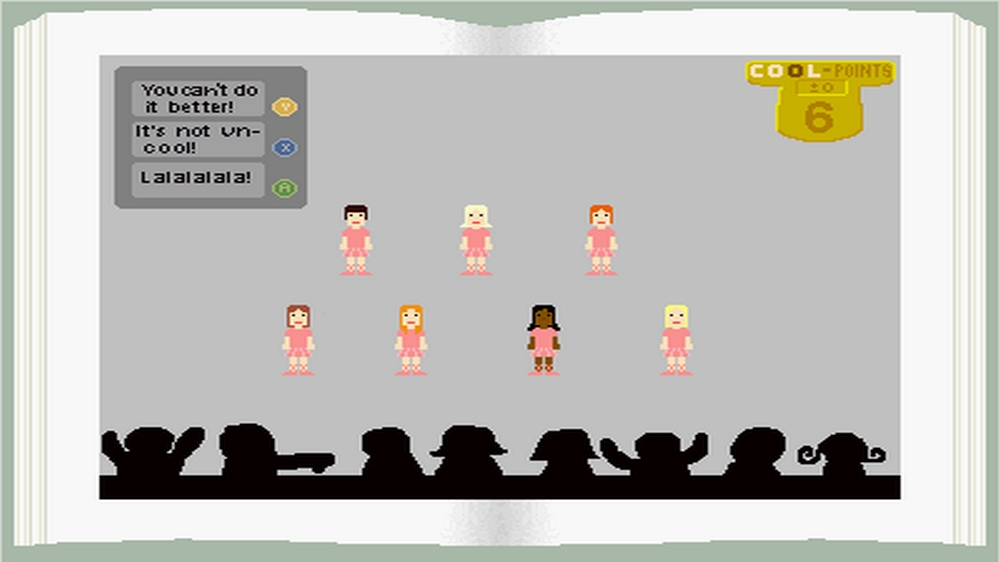 You can't do
it better!
Y
It's not un-
cool!
X
Lalalalala!
A
COOL-POINTS
±0
6